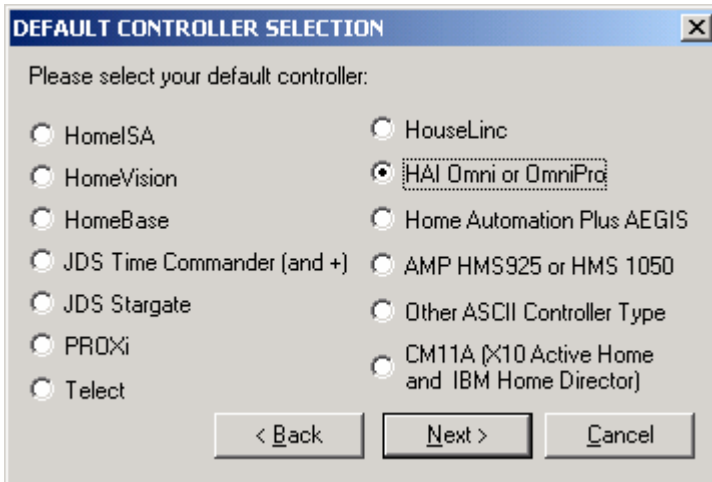 DEFAULT CONTROLLER SELECTION
Please select your default controller:
HomeISA
HomeVision
HomeBase
JDS Time Commander (and +)
JDS Stargate
PROXi
Telect
HouseLinc
HAI Omni or OmniPro
Home Automation Plus AEGIS
AMP HMS925 or HMS 1050
Other ASCII Controller Type
CM11A (X10 Active Home
and IBM Home Director)
< Back
Next >
Cancel